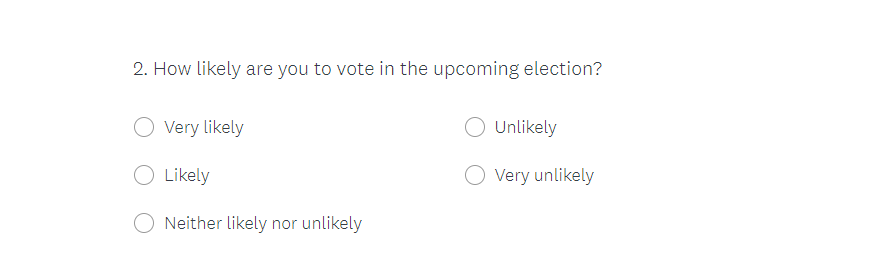 2. How likely are you to vote in the upcoming election?
Very likely
Likely
Neither likely nor unlikely
Unlikely
Very unlikely